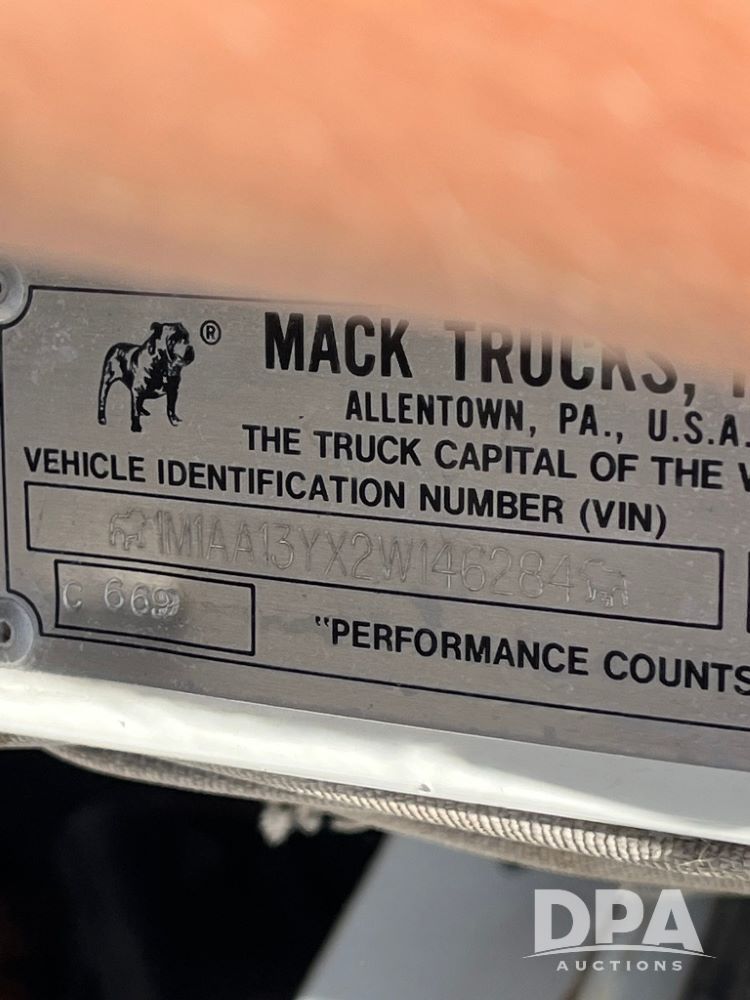 ®
MACK TRUCKS,
ALLENTOWN, PA., U.S.A.
THE TRUCK CAPITAL OF THE
VEHICLE IDENTIFICATION NUMBER (VIN)
1M1AA13YX2W146284
C 669
"PERFORMANCE COUNTS
DPA
AUCTIONS